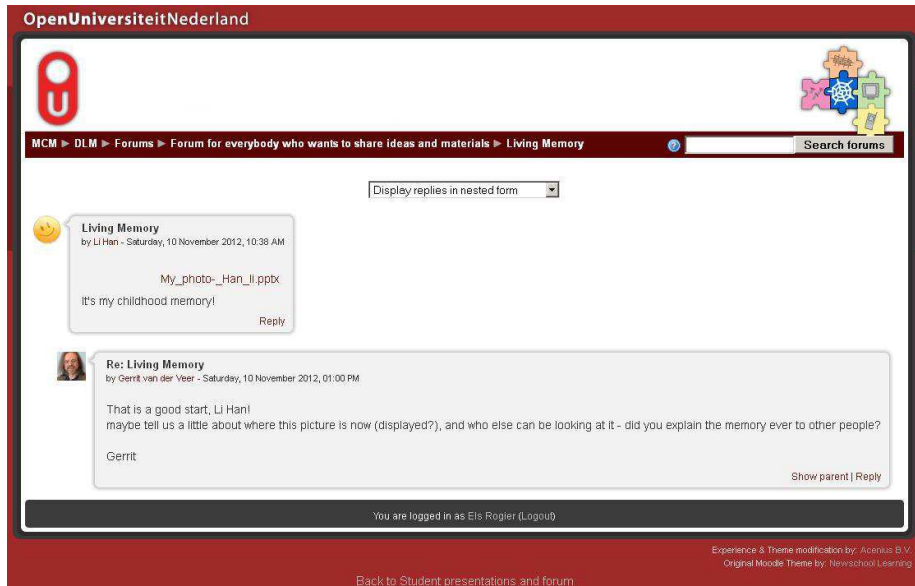 OpenUniversiteitNederland
MCM ► DLM ► Forums ► Forum for everybody who wants to share ideas and materials ► Living Memory
Search forums
Display replies in nested form
Living Memory
by Li Han - Saturday, 10 November 2012, 10:38 AM
My_photo-_Han_li.pptx
It's my childhood memory!
Reply
Re: Living Memory
by Gerrit van der Veer - Saturday, 10 November 2012, 01:00 PM
That is a good start, Li Han!
maybe tell us a little about where this picture is now (displayed?), and who else can be looking at it - did you explain the memory ever to other people?
Gerrit
Show parent | Reply
You are logged in as Els Rogier (Logout)
Experience & Theme modification by: Acenius B.V.
Original Moodle Theme by: Newschool Learning
Back to Student presentations and forum